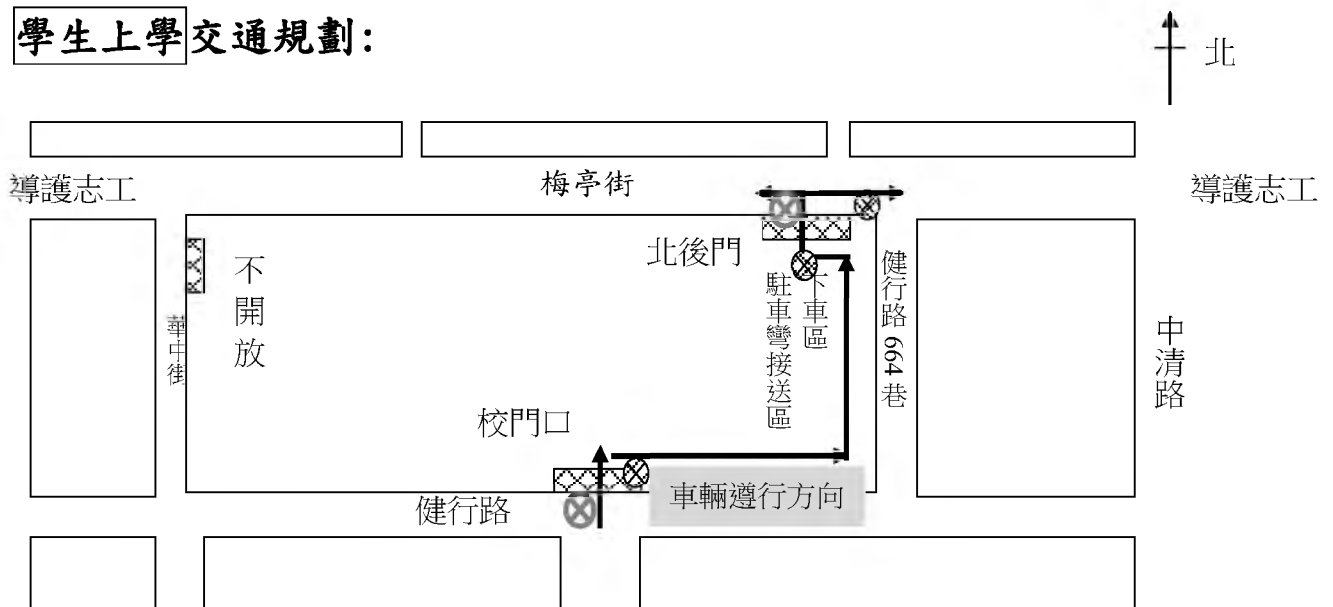 學生上學交通規劃：
北
導護志工
梅亭街
導護志工
北後門
不開放
下車區
駐車彎接送區
健行路 664 巷
華中街
中清路
校門口
車輛遵行方向
健行路